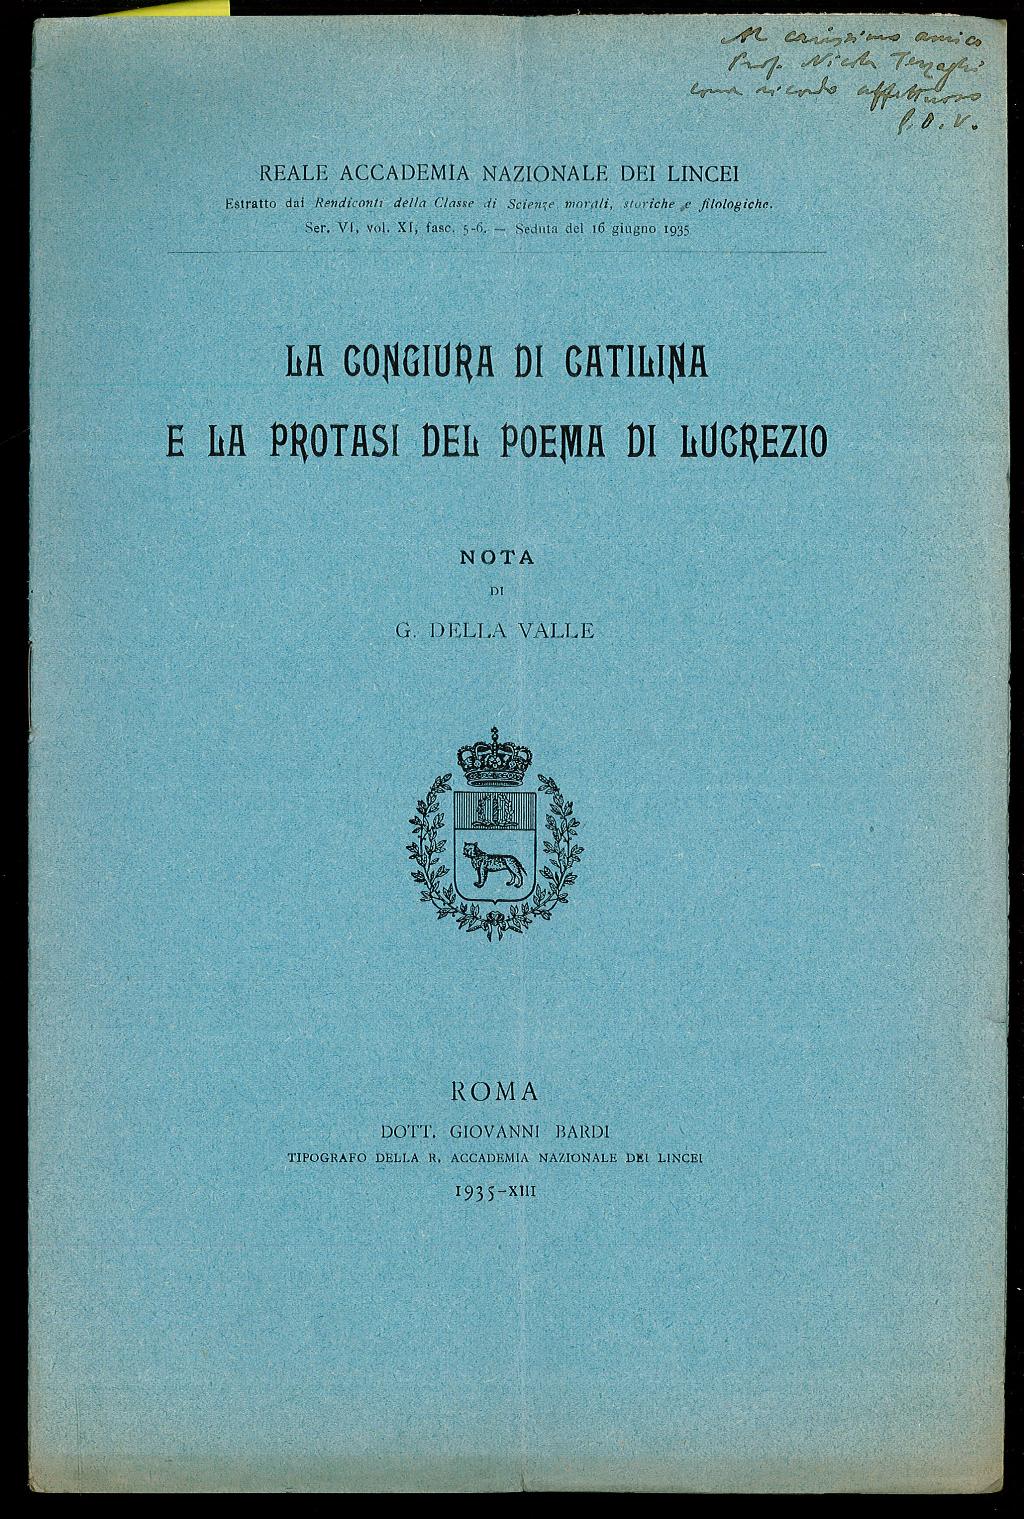 Al carissimo amico
Prof. Nicola Terzaghi
come ricordo affettuoso
G. D. V.
REALE ACCADEMIA NAZIONALE DEI LINCEI
Estratto dai Rendiconti della Classe di Scienze morali, storiche e filologiche.
Ser. VI, vol. XI, fasc. 5-6. — Seduta del 16 giugno 1935
LA CONGIURA DI CATILINA
E LA PROTASI DEL POEMA DI LUCREZIO
NOTA
DI
G. DELLA VALLE
ROMA
DOTT. GIOVANNI BARDI
TIPOGRAFO DELLA R. ACCADEMIA NAZIONALE DEI LINCEI
1935-XIII